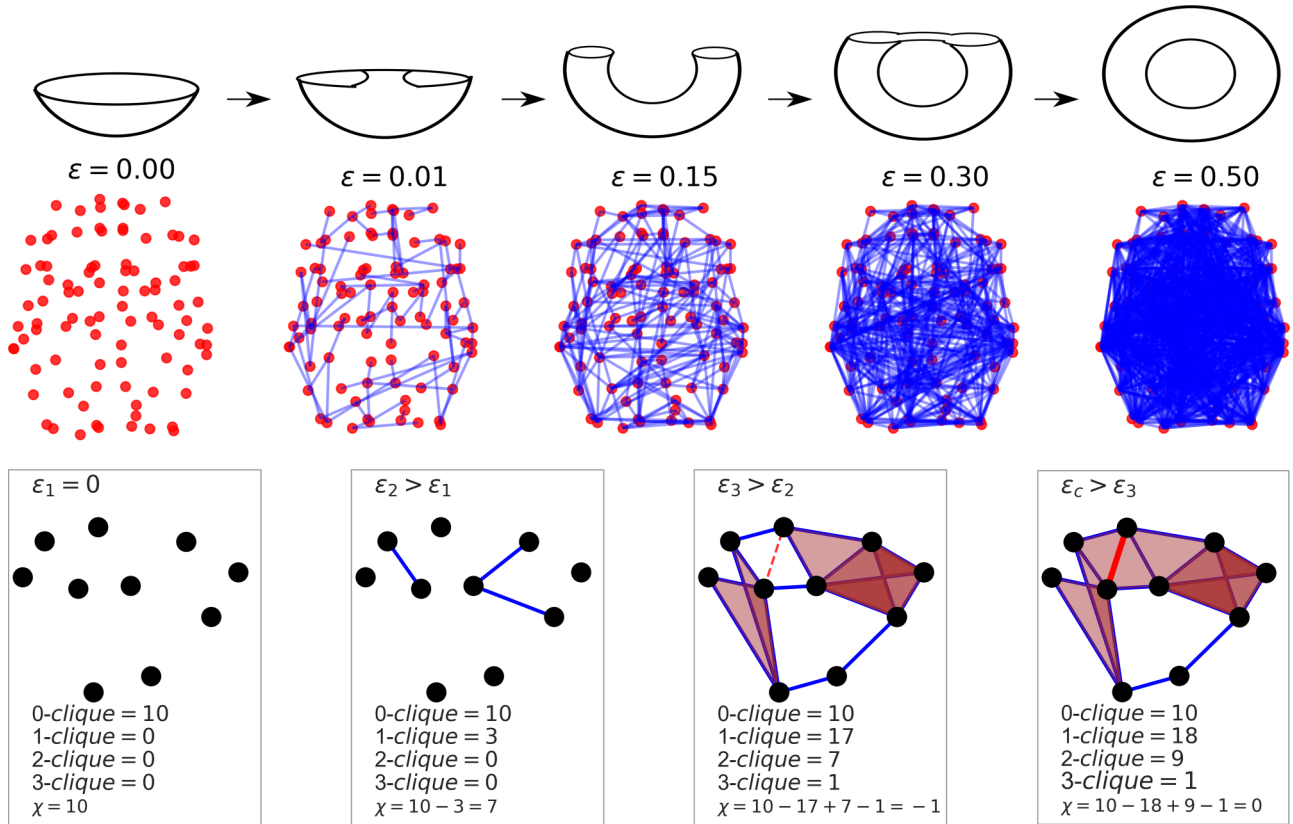 ε = 0.00
ε = 0.01
ε = 0.15
ε = 0.30
ε = 0.50
ε₁ = 0
0-clique = 10
1-clique = 0
2-clique = 0
3-clique = 0
χ = 10
ε₂ > ε₁
0-clique = 10
1-clique = 3
2-clique = 0
3-clique = 0
χ = 10 − 3 = 7
ε₃ > ε₂
0-clique = 10
1-clique = 17
2-clique = 7
3-clique = 1
χ = 10 − 17 + 7 − 1 = −1
ε_c > ε₃
0-clique = 10
1-clique = 18
2-clique = 9
3-clique = 1
χ = 10 − 18 + 9 − 1 = 0